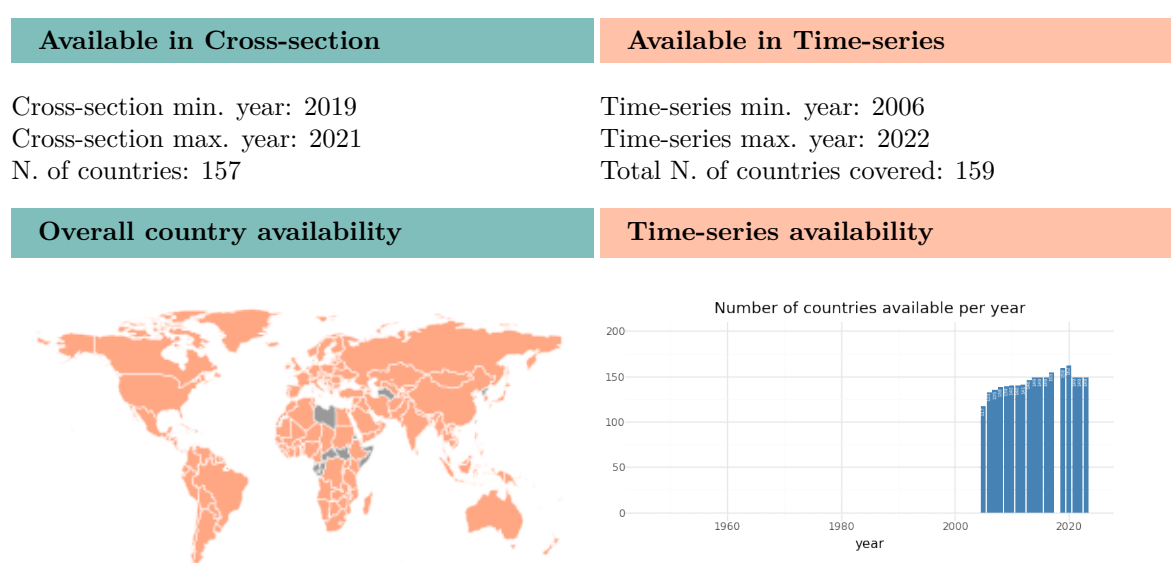 Available in Cross-section
Available in Time-series
Cross-section min. year: 2019
Cross-section max. year: 2021
N. of countries: 157
Time-series min. year: 2006
Time-series max. year: 2022
Total N. of countries covered: 159
Overall country availability
Time-series availability
Number of countries available per year
200
150
100
50
0
1960 1980 2000 2020
year